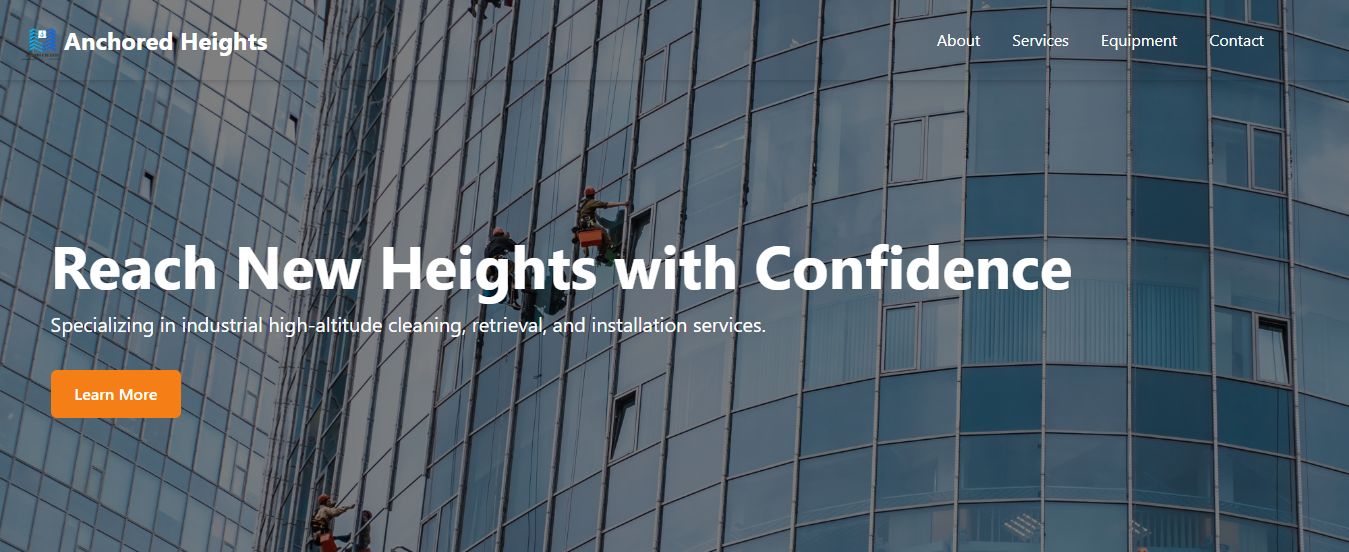 Anchored Heights
About Services Equipment Contact
Reach New Heights with Confidence
Specializing in industrial high-altitude cleaning, retrieval, and installation services.
Learn More